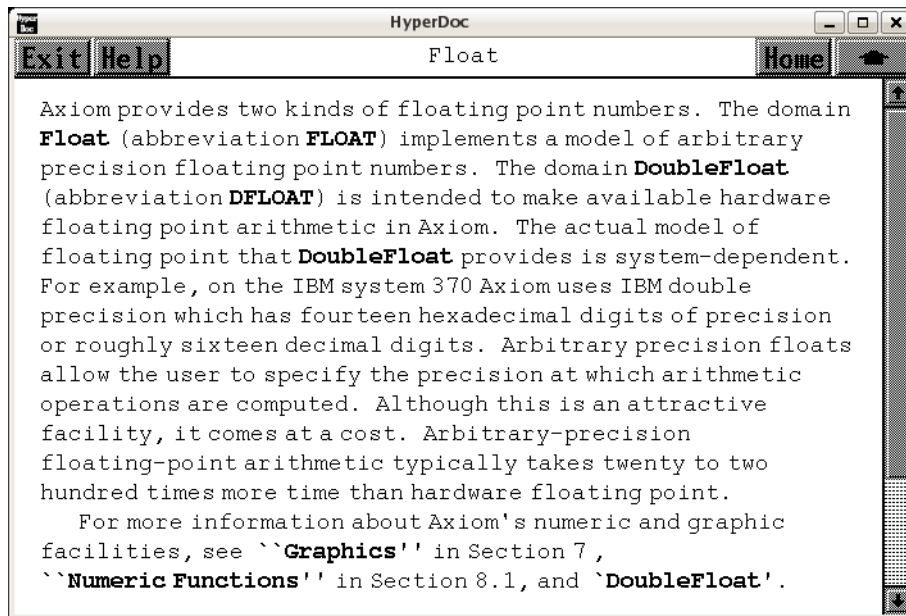 Hyper Doc
HyperDoc
Exit Help Float Home
Axiom provides two kinds of floating point numbers. The domain
Float (abbreviation FLOAT) implements a model of arbitrary
precision floating point numbers. The domain DoubleFloat
(abbreviation DFLOAT) is intended to make available hardware
floating point arithmetic in Axiom. The actual model of
floating point that DoubleFloat provides is system-dependent.
For example, on the IBM system 370 Axiom uses IBM double
precision which has fourteen hexadecimal digits of precision
or roughly sixteen decimal digits. Arbitrary precision floats
allow the user to specify the precision at which arithmetic
operations are computed. Although this is an attractive
facility, it comes at a cost. Arbitrary-precision
floating-point arithmetic typically takes twenty to two
hundred times more time than hardware floating point.
For more information about Axiom's numeric and graphic
facilities, see ``Graphics'' in Section 7 ,
``Numeric Functions'' in Section 8.1, and `DoubleFloat'.